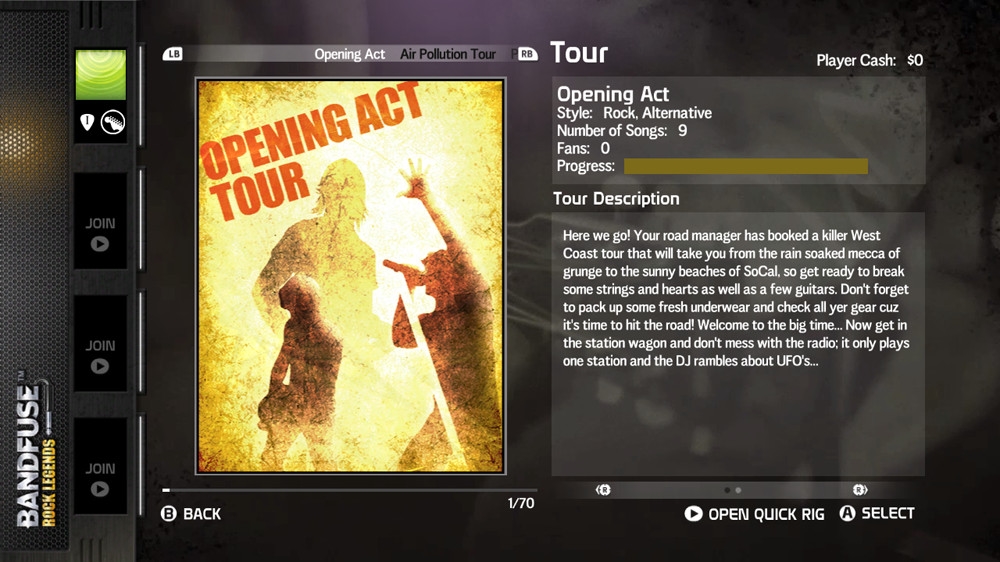 LB
Opening Act Air Pollution Tour P
RB
Tour
Player Cash: $0
OPENING ACT
TOUR
Opening Act
Style: Rock, Alternative
Number of Songs: 9
Fans: 0
Progress:
Tour Description
Here we go! Your road manager has booked a killer West
Coast tour that will take you from the rain soaked mecca of
grunge to the sunny beaches of SoCal, so get ready to break
some strings and hearts as well as a few guitars. Don't forget
to pack up some fresh underwear and check all yer gear cuz
it's time to hit the road! Welcome to the big time... Now get in
the station wagon and don't mess with the radio; it only plays
one station and the DJ rambles about UFO's...
JOIN
JOIN
JOIN
BANDFUSE™
ROCK LEGENDS
1/70
R
R
B BACK
OPEN QUICK RIG
A SELECT